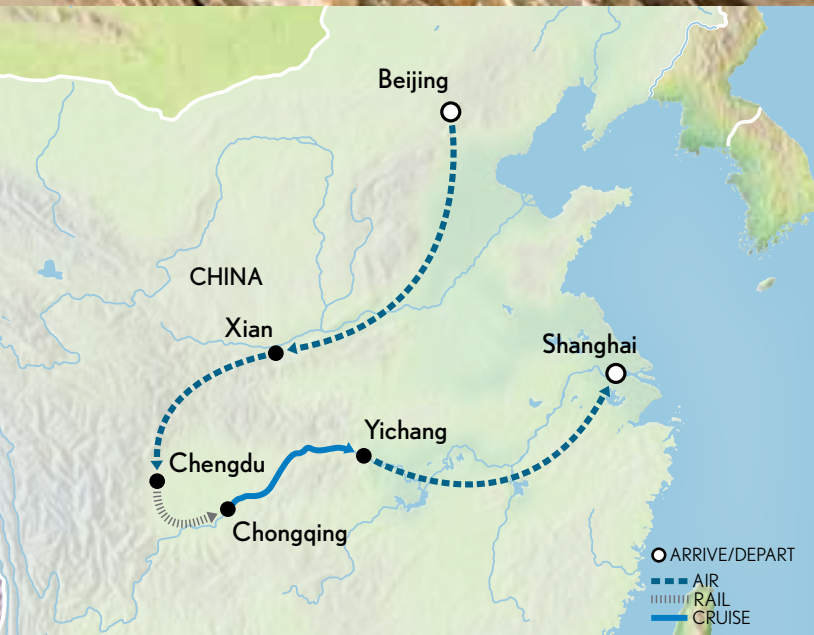 Beijing
CHINA
Xian
Shanghai
Yichang
Chengdu
Chongqing
ARRIVE/DEPART
AIR
RAIL
CRUISE